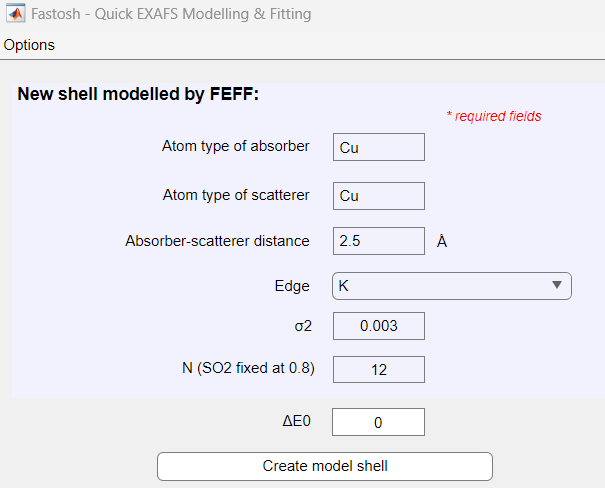 Fastosh - Quick EXAFS Modelling & Fitting
Options
New shell modelled by FEFF:
* required fields
Atom type of absorber Cu
Atom type of scatterer Cu
Absorber-scatterer distance 2.5 Å
Edge K
σ2 0.003
N (SO2 fixed at 0.8) 12
ΔE0 0
Create model shell